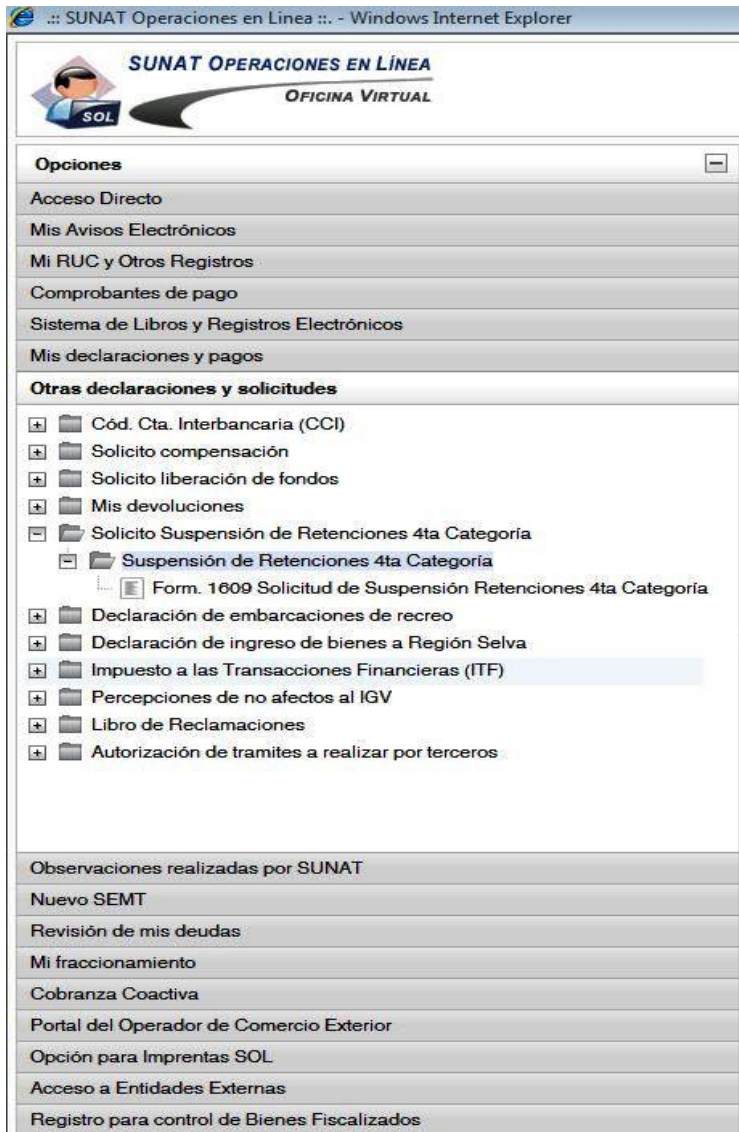 .:: SUNAT Operaciones en Linea ::. - Windows Internet Explorer
SUNAT OPERACIONES EN LÍNEA
OFICINA VIRTUAL
SOL
Opciones
Acceso Directo
Mis Avisos Electrónicos
Mi RUC y Otros Registros
Comprobantes de pago
Sistema de Libros y Registros Electrónicos
Mis declaraciones y pagos
Otras declaraciones y solicitudes
Cód. Cta. Interbancaria (CCI)
Solicito compensación
Solicito liberación de fondos
Mis devoluciones
Solicito Suspensión de Retenciones 4ta Categoría
Suspensión de Retenciones 4ta Categoría
Form. 1609 Solicitud de Suspensión Retenciones 4ta Categoría
Declaración de embarcaciones de recreo
Declaración de ingreso de bienes a Región Selva
Impuesto a las Transacciones Financieras (ITF)
Percepciones de no afectos al IGV
Libro de Reclamaciones
Autorización de tramites a realizar por terceros
Observaciones realizadas por SUNAT
Nuevo SEMT
Revisión de mis deudas
Mi fraccionamiento
Cobranza Coactiva
Portal del Operador de Comercio Exterior
Opción para Imprentas SOL
Acceso a Entidades Externas
Registro para control de Bienes Fiscalizados